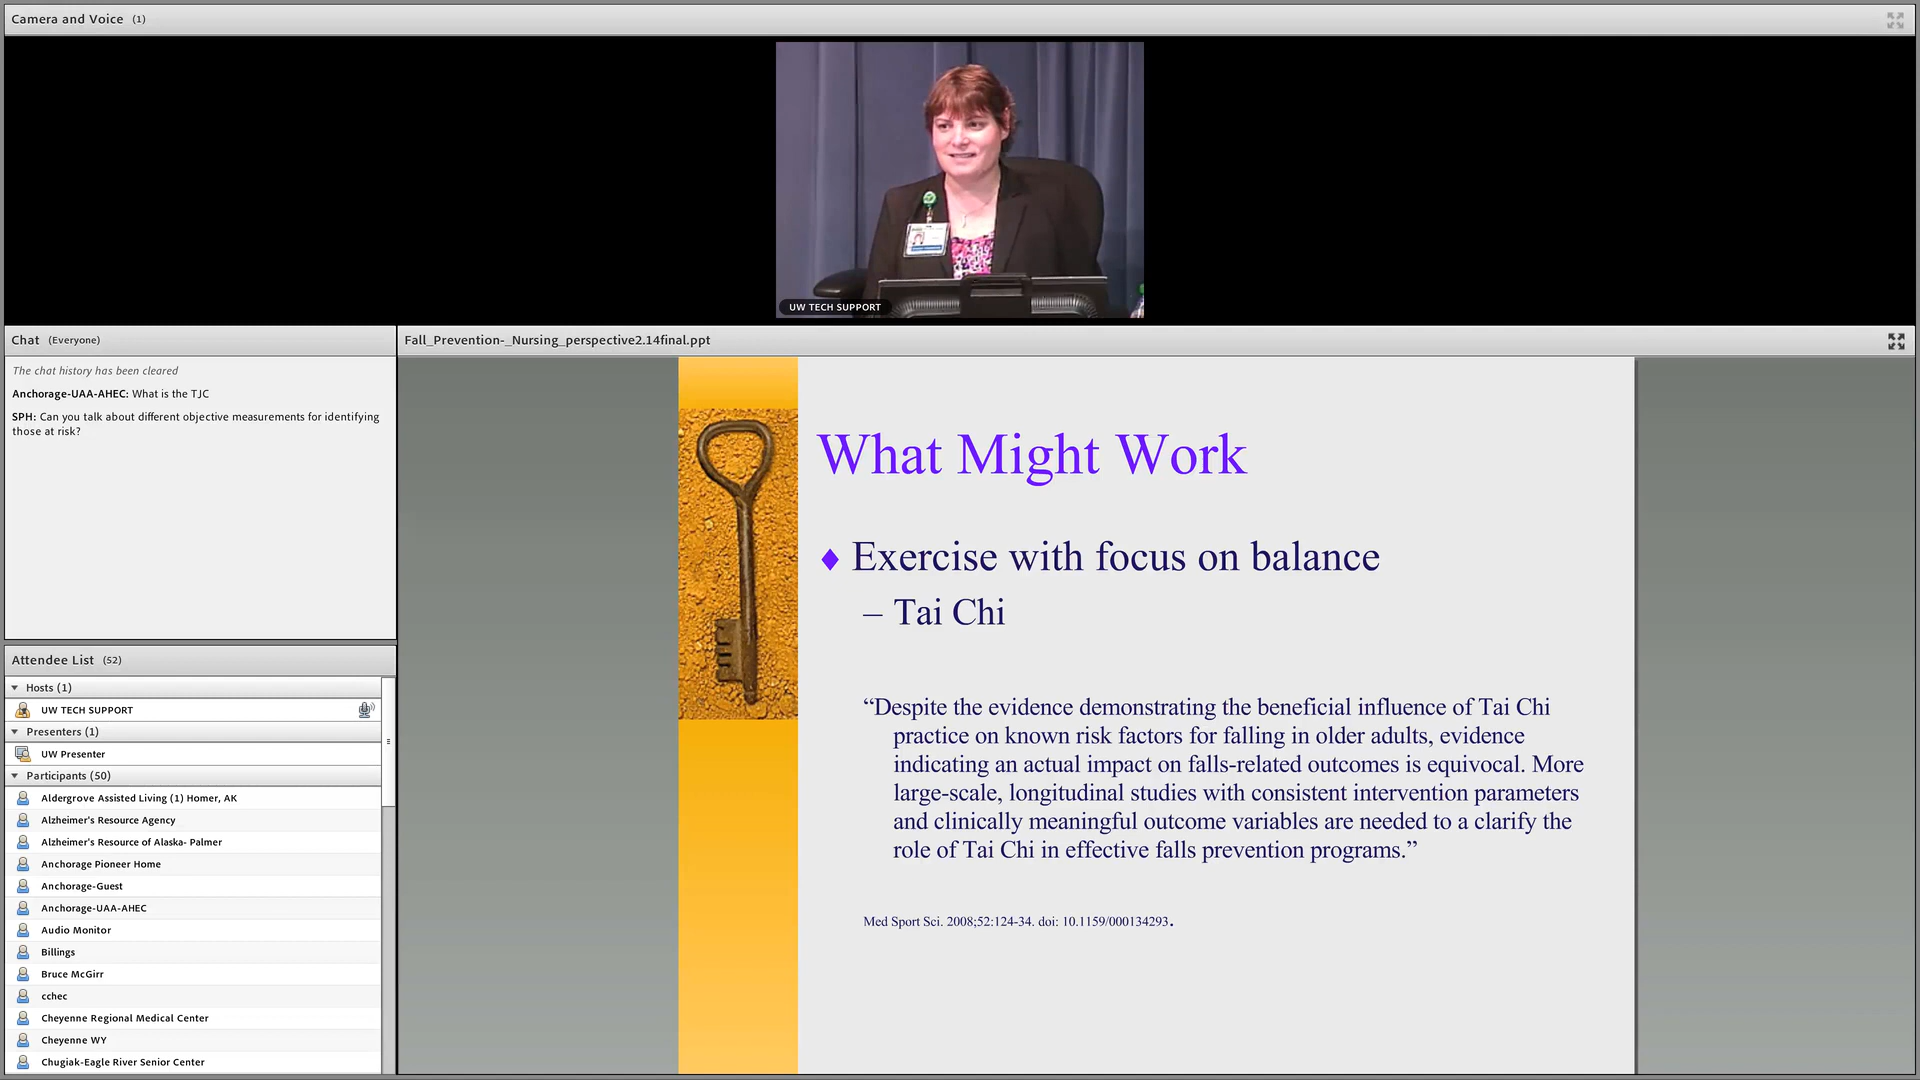 Camera and Voice (1)
UW TECH SUPPORT
Chat (Everyone)
The chat history has been cleared
Anchorage-UAA-AHEC: What is the TJC
SPH: Can you talk about different objective measurements for identifying
those at risk?
Attendee List (52)
Hosts (1)
UW TECH SUPPORT
Presenters (1)
UW Presenter
Participants (50)
Aldergrove Assisted Living (1) Homer, AK
Alzheimer's Resource Agency
Alzheimer's Resource of Alaska- Palmer
Anchorage Pioneer Home
Anchorage-Guest
Anchorage-UAA-AHEC
Audio Monitor
Billings
Bruce McGirr
cchec
Cheyenne Regional Medical Center
Cheyenne WY
Chugiak-Eagle River Senior Center
Fall_Prevention-_Nursing_perspective2.14final.ppt
What Might Work
♦ Exercise with focus on balance
– Tai Chi
“Despite the evidence demonstrating the beneficial influence of Tai Chi
practice on known risk factors for falling in older adults, evidence
indicating an actual impact on falls-related outcomes is equivocal. More
large-scale, longitudinal studies with consistent intervention parameters
and clinically meaningful outcome variables are needed to a clarify the
role of Tai Chi in effective falls prevention programs.”
Med Sport Sci. 2008;52:124-34. doi: 10.1159/000134293.